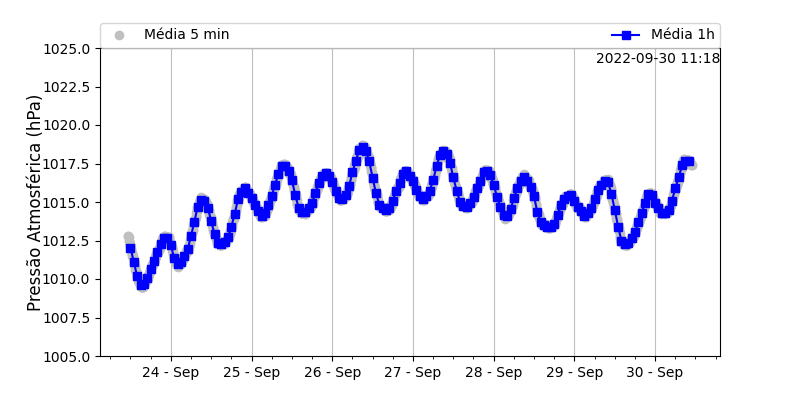 Média 5 min
Média 1h
2022-09-30 11:18
Pressão Atmosférica (hPa)
1025.0
1022.5
1020.0
1017.5
1015.0
1012.5
1010.0
1007.5
1005.0
24 - Sep
25 - Sep
26 - Sep
27 - Sep
28 - Sep
29 - Sep
30 - Sep